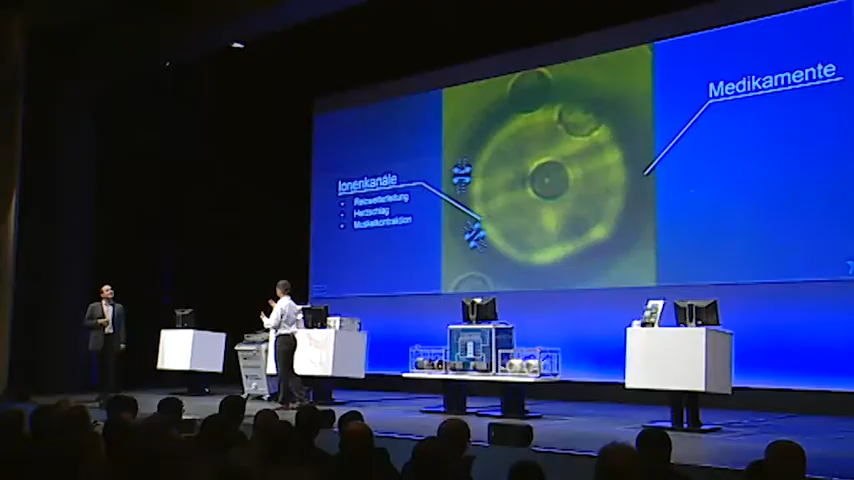 Ionenkanäle
Reizweiterleitung
Herzschlag
Muskelkontraktion
Medikamente